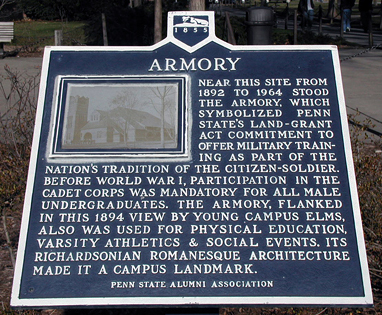 1855
ARMORY
NEAR THIS SITE FROM
1892 TO 1964 STOOD
THE ARMORY, WHICH
SYMBOLIZED PENN
STATE'S LAND-GRANT
ACT COMMITMENT TO
OFFER MILITARY TRAIN-
ING AS PART OF THE
NATION'S TRADITION OF THE CITIZEN-SOLDIER.
BEFORE WORLD WAR I, PARTICIPATION IN THE
CADET CORPS WAS MANDATORY FOR ALL MALE
UNDERGRADUATES. THE ARMORY, FLANKED
IN THIS 1894 VIEW BY YOUNG CAMPUS ELMS,
ALSO WAS USED FOR PHYSICAL EDUCATION,
VARSITY ATHLETICS & SOCIAL EVENTS. ITS
RICHARDSONIAN ROMANESQUE ARCHITECTURE
MADE IT A CAMPUS LANDMARK.
PENN STATE ALUMNI ASSOCIATION